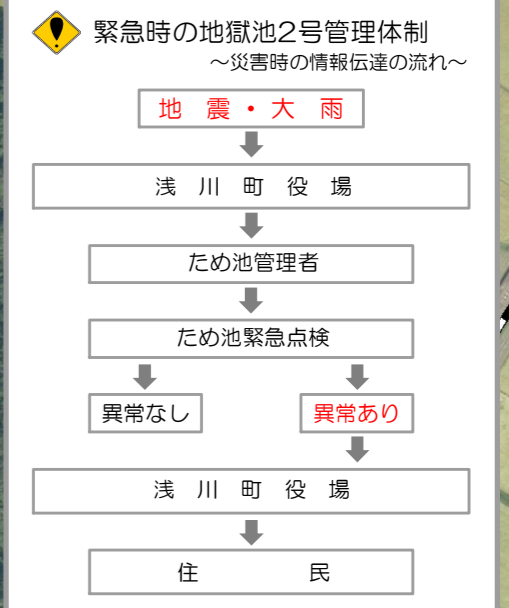 緊急時の地獄池2号管理体制
～災害時の情報伝達の流れ～
地 震・大 雨
浅 川 町 役 場
ため池管理者
ため池緊急点検
異常なし 異常あり
浅 川 町 役 場
住 民